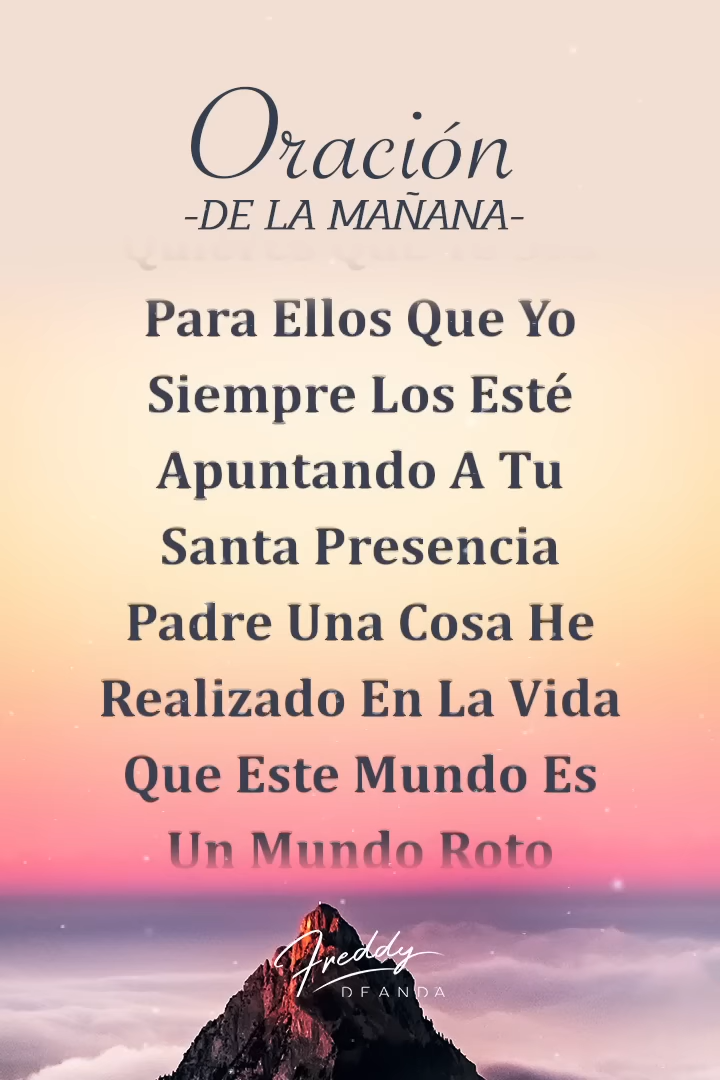 Oración
-DE LA MAÑANA-
Para Ellos Que Yo
Siempre Los Esté
Apuntando A Tu
Santa Presencia
Padre Una Cosa He
Realizado En La Vida
Que Este Mundo Es
Un Mundo Roto
Freddy
DEANDA